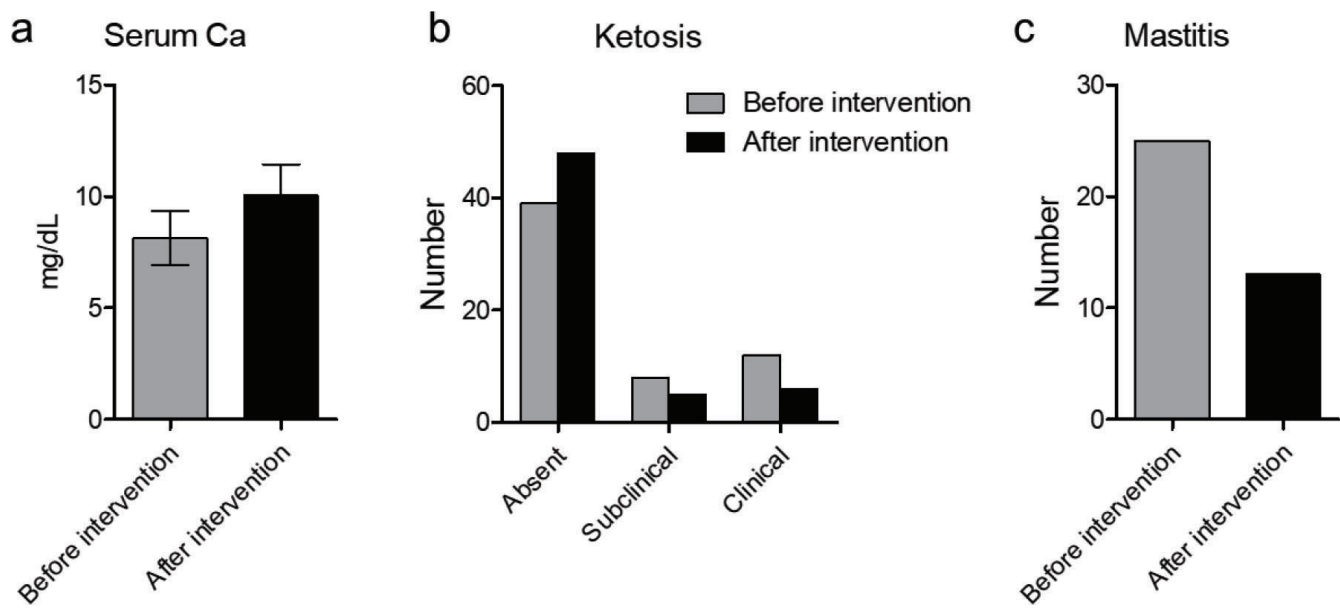 a Serum Ca
mg/dL
15
10
5
0
Before intervention
After intervention
b Ketosis
Number
60
40
20
0
Before intervention
After intervention
Absent
Subclinical
Clinical
c Mastitis
Number
30
20
10
0
Before intervention
After intervention